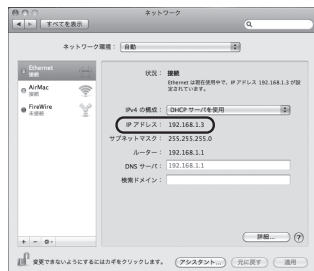 ネットワーク
すべてを表示
ネットワーク環境： 自動
Ethernet
接続
AirMac
接続
FireWire
未接続
状況： 接続
Ethernet は現在使用中で、IP アドレス 192.168.1.3 が設
定されています。
IPv4 の構成： DHCP サーバを使用
IP アドレス： 192.168.1.3
サブネットマスク： 255.255.255.0
ルーター： 192.168.1.1
DNS サーバ： 192.168.1.1
検索ドメイン：
詳細... ?
変更できないようにするにはカギをクリックします。 アシスタント... 元に戻す 適用